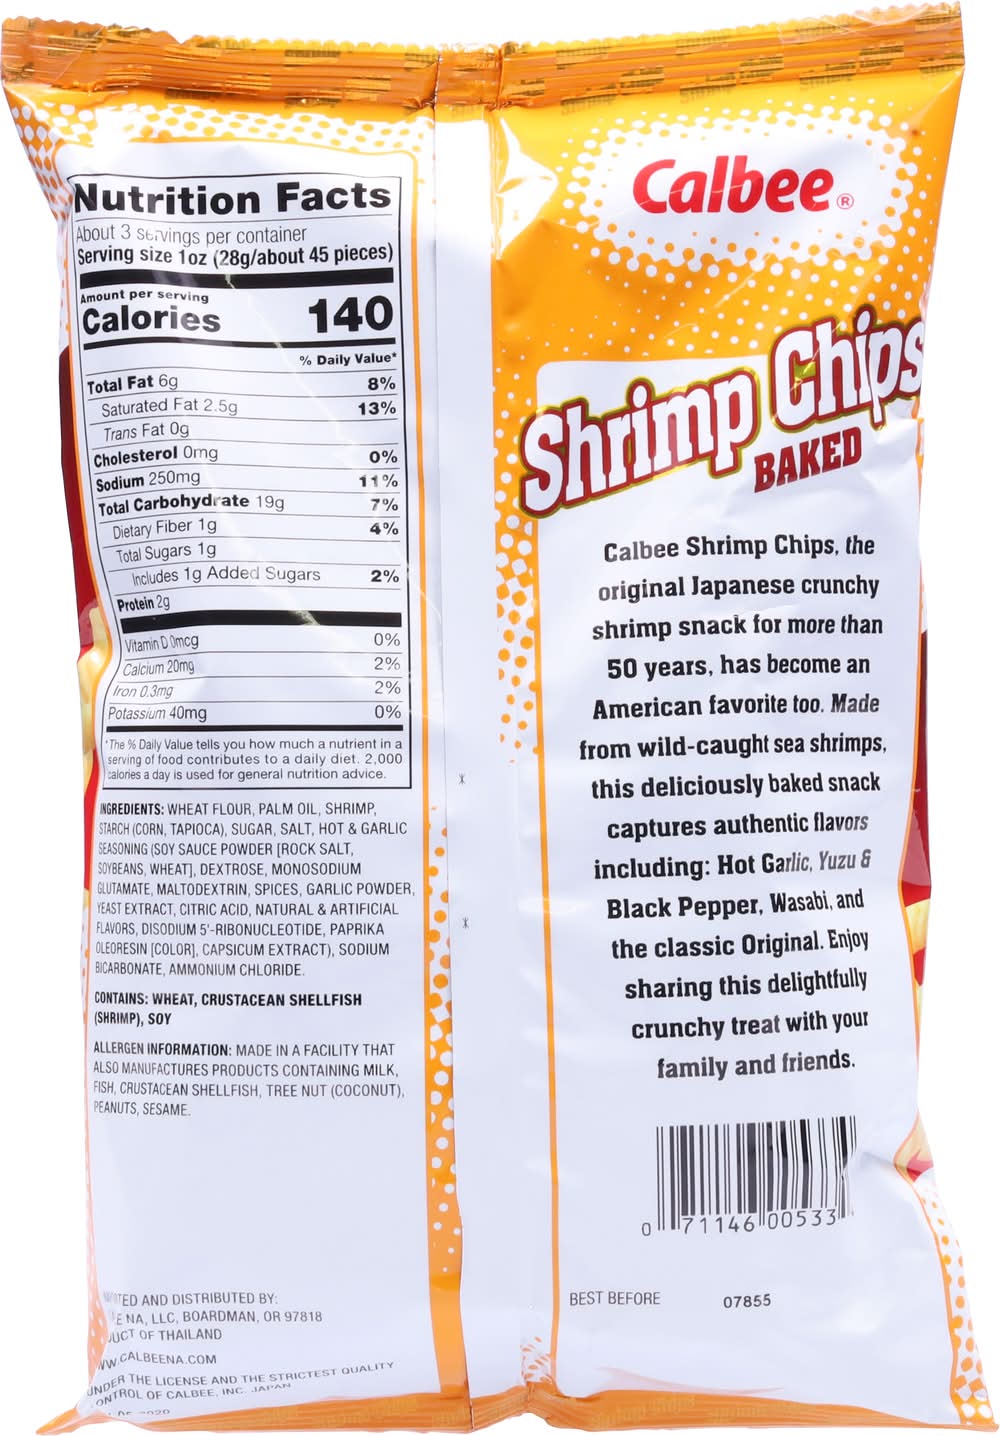 Nutrition Facts
About 3 servings per container
Serving size 1oz (28g/about 45 pieces)
Amount per serving
Calories 140
% Daily Value*
Total Fat 6g 8%
Saturated Fat 2.5g 13%
Trans Fat 0g
Cholesterol 0mg 0%
Sodium 250mg 11%
Total Carbohydrate 19g 7%
Dietary Fiber 1g 4%
Total Sugars 1g
Includes 1g Added Sugars 2%
Protein 2g
Vitamin D 0mcg 0%
Calcium 20mg 2%
Iron 0.3mg 2%
Potassium 40mg 0%
*The % Daily Value tells you how much a nutrient in a
serving of food contributes to a daily diet. 2,000
calories a day is used for general nutrition advice.
INGREDIENTS: WHEAT FLOUR, PALM OIL, SHRIMP,
STARCH (CORN, TAPIOCA), SUGAR, SALT, HOT & GARLIC
SEASONING (SOY SAUCE POWDER [ROCK SALT,
SOYBEANS, WHEAT], DEXTROSE, MONOSODIUM
GLUTAMATE, MALTODEXTRIN, SPICES, GARLIC POWDER,
YEAST EXTRACT, CITRIC ACID, NATURAL & ARTIFICIAL
FLAVORS, DISODIUM 5'-RIBONUCLEOTIDE, PAPRIKA
OLEORESIN [COLOR], CAPSICUM EXTRACT), SODIUM
BICARBONATE, AMMONIUM CHLORIDE.
CONTAINS: WHEAT, CRUSTACEAN SHELLFISH
(SHRIMP), SOY
ALLERGEN INFORMATION: MADE IN A FACILITY THAT
ALSO MANUFACTURES PRODUCTS CONTAINING MILK,
FISH, CRUSTACEAN SHELLFISH, TREE NUT (COCONUT),
PEANUTS, SESAME.
AND DISTRIBUTED BY:
NA, LLC, BOARDMAN, OR 97818
OF THAILAND
WWW.CALBEENA.COM
UNDER THE LICENSE AND THE STRICTEST QUALITY
CONTROL OF CALBEE, INC. JAPAN
Calbee®
Shrimp Chips
BAKED
Calbee Shrimp Chips, the
original Japanese crunchy
shrimp snack for more than
50 years, has become an
American favorite too. Made
from wild-caught sea shrimps,
this deliciously baked snack
captures authentic flavors
including: Hot Garlic, Yuzu &
Black Pepper, Wasabi, and
the classic Original. Enjoy
sharing this delightfully
crunchy treat with your
family and friends.
0 71146 00533
BEST BEFORE 07855